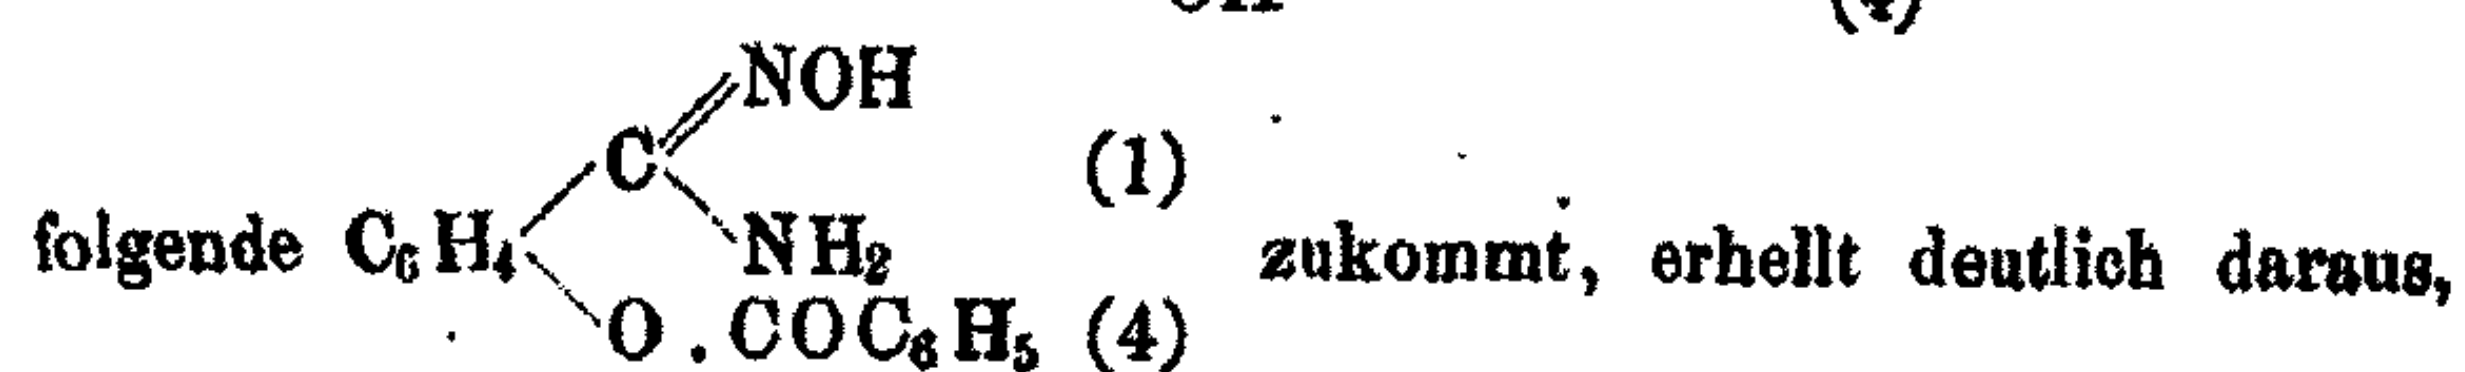 NOH
C (1)
folgende C₆H₄ NH₂ zukommt, erhellt deutlich daraus,
O . COC₆H₅ (4)